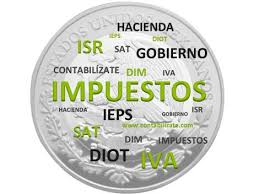 HACIENDA
IEPS DIOT
ISR SAT GOBIERNO
CONTABILÍZATE DIM IVA
IMPUESTOS
HACIENDA IEPS GOBIERNO ISR
www.contabilizate.com
SAT DIM IMPUESTOS
DIOT IVA